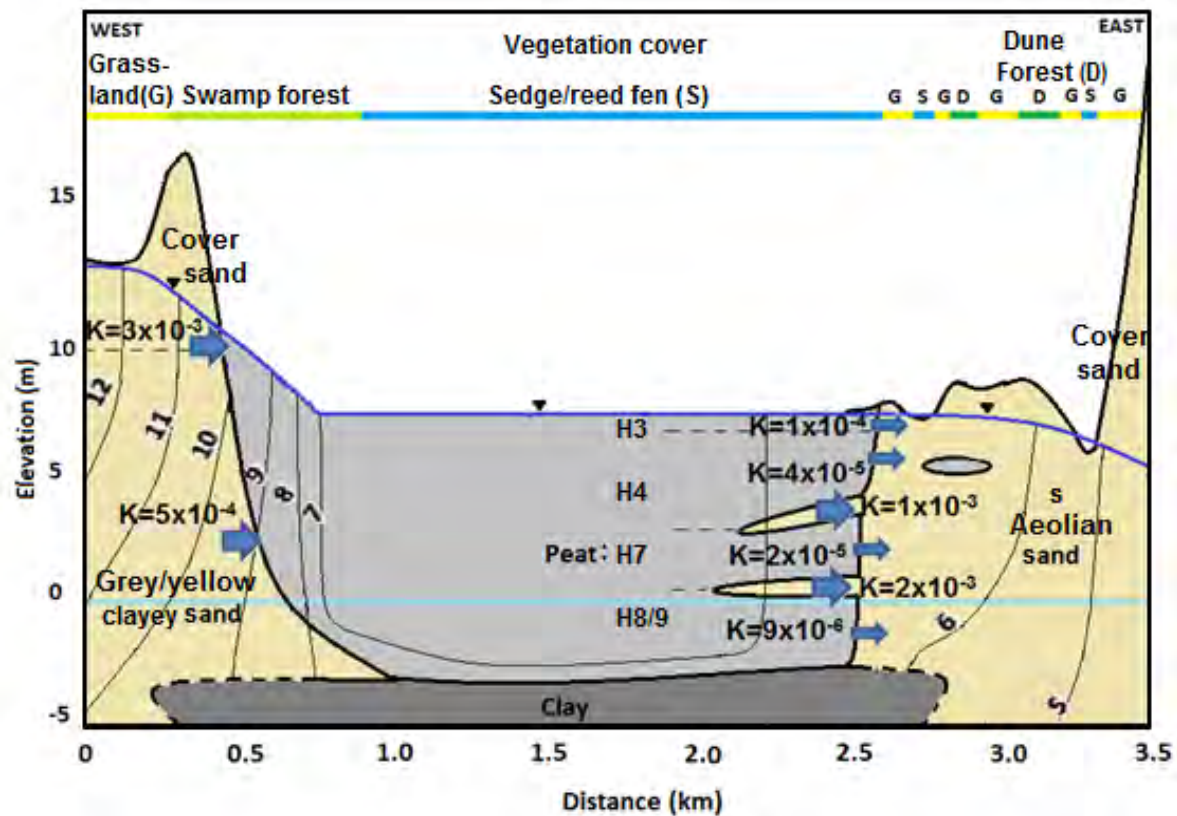 WEST
EAST
Vegetation cover
Dune
Forest (D)
Grass-
land(G) Swamp forest
Sedge/reed fen (S)
G S G D G D G S G
15
10
5
0
-5
Elevation (m)
Cover
sand
K=3x10⁻³
12
11
10
9
8
7
K=5x10⁻⁴
Grey/yellow
clayey sand
H3
H4
Peat: H7
H8/9
K=1x10⁻⁴
K=4x10⁻⁵
K=1x10⁻³
K=2x10⁻⁵
K=2x10⁻³
K=9x10⁻⁶
Cover
sand
s
Aeolian
sand
6
5
Clay
0 0.5 1.0 1.5 2.0 2.5 3.0 3.5
Distance (km)